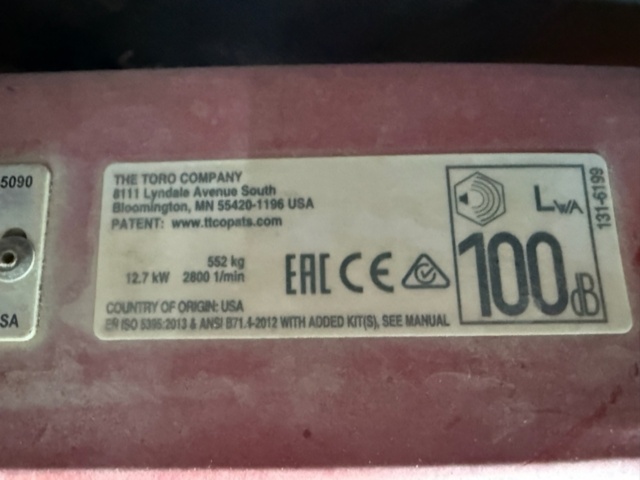 5090
SA
THE TORO COMPANY
8111 Lyndale Avenue South
Bloomington, MN 55420-1196 USA
PATENT: www.ttcopats.com
552 kg
12.7 kW 2800 1/min
EAC CE
COUNTRY OF ORIGIN: USA
EN ISO 5395:2013 & ANSI B71.4-2012 WITH ADDED KIT(S), SEE MANUAL
LWA
100dB
131-6199